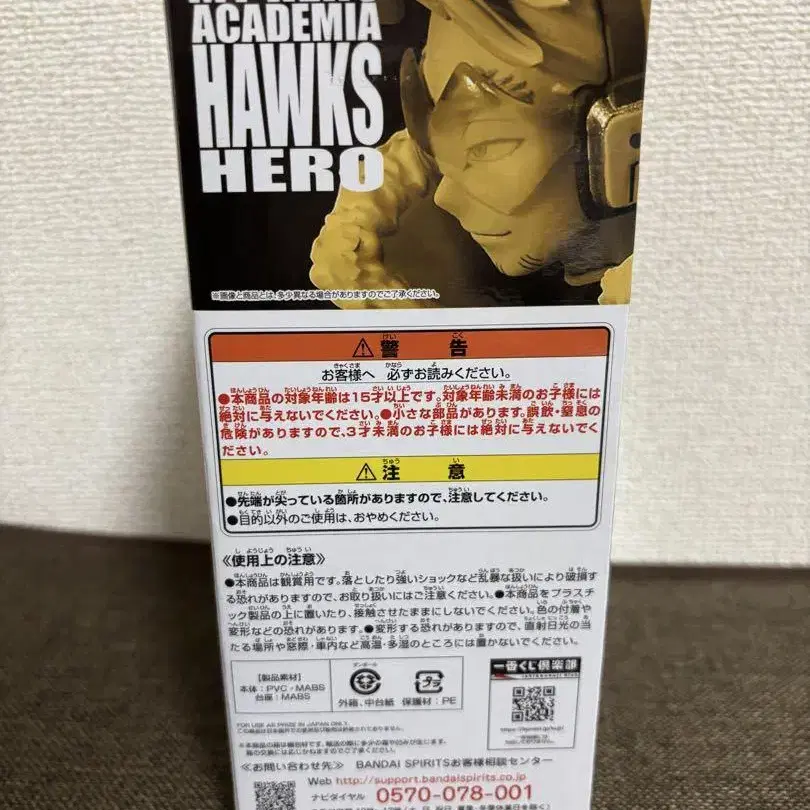 MY HERO
ACADEMIA
HAWKS
HERO
※画像と商品とは、多少異なる場合がありますのでご了承ください。
⚠警告
お客様へ 必ずお読みください。
●本商品の対象年齢は15才以上です。対象年齢未満のお子様には
絶対に与えないでください。●小さな部品があります。誤飲・窒息の
危険がありますので、3才未満のお子様には絶対に与えないでくだ
さい。
⚠注意
●先端が尖っている箇所がありますので、注意してください。
●目的以外のご使用は、おやめください。
《使用上の注意》
●本商品は観賞用です。落としたり強いショックなど乱暴な扱いにより破損す
る恐れがありますので、お取り扱いにはご注意ください。●本商品をプラスチ
ック製品の上に置いたり、接触させたままにしないでください。色の付着や
変形などの恐れがあります。●変形する恐れがありますので、直射日光の当
たる場所や窓際・車内など高温・多湿のところには置かないでください。
【製品素材】
本体：PVC・MABS
台座：MABS
ダンボール
外箱、中台紙
プラ
保護材：PE
一番くじ倶楽部
FOR USE AS PRIZE IN JAPAN ONLY.
《お問い合わせ先》 BANDAI SPIRITSお客様相談センター
Web http://support.bandaispirits.co.jp
ナビダイヤル 0570-078-001